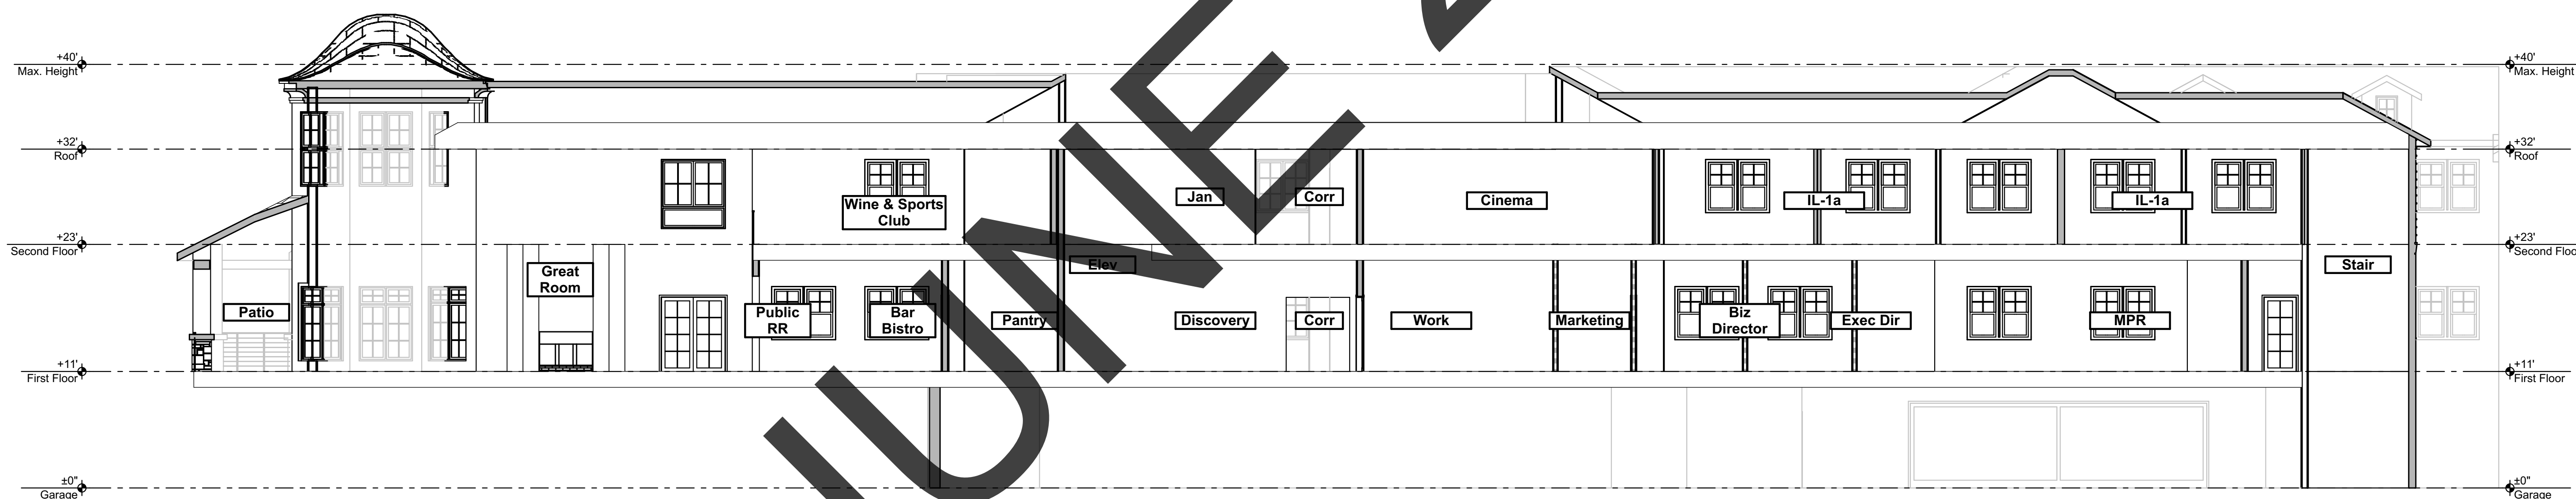 +40'
Max. Height
+40'
Max. Height
+32'
Roof
+32'
Roof
Wine & Sports
Club
Jan
Corr
Cinema
IL-1a
IL-1a
+23'
Second Floor
+23'
Second Floo
Great
Room
Elev
Stair
Patio
Public
RR
Bar
Bistro
Pantry
Discovery
Corr
Work
Marketing
Biz
Director
Exec Dir
MPR
+11'
First Floor
+11'
First Floor
±0"
Garage
±0"
Garage
JUNE